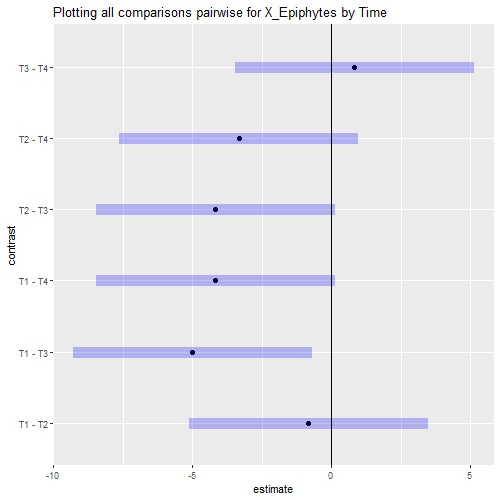 Plotting all comparisons pairwise for X_Epiphytes by Time
contrast
T3 - T4
T2 - T4
T2 - T3
T1 - T4
T1 - T3
T1 - T2
-10 -5 0 5
estimate